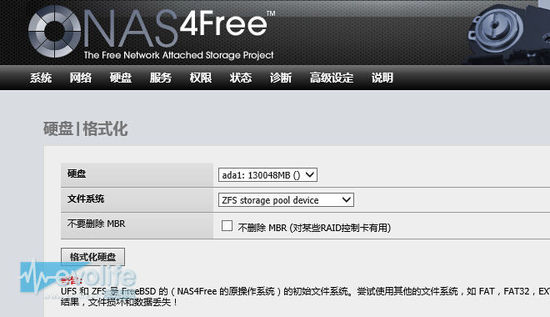 NAS4Free™
The Free Network Attached Storage Project
系统 网络 硬盘 服务 权限 状态 诊断 高级设定 说明
硬盘|格式化
硬盘 ada1: 130048MB ()
文件系统 ZFS storage pool device
不要删除 MBR 不删除 MBR (对某些RAID控制卡有用)
格式化硬盘
evolife
UFS 和 ZFS 是 FreeBSD 的（NAS4Free 的原操作系统）的初始文件系统。尝试使用其他的文件系统，如 FAT，FAT32，EX
结果，文件损坏和数据丢失！